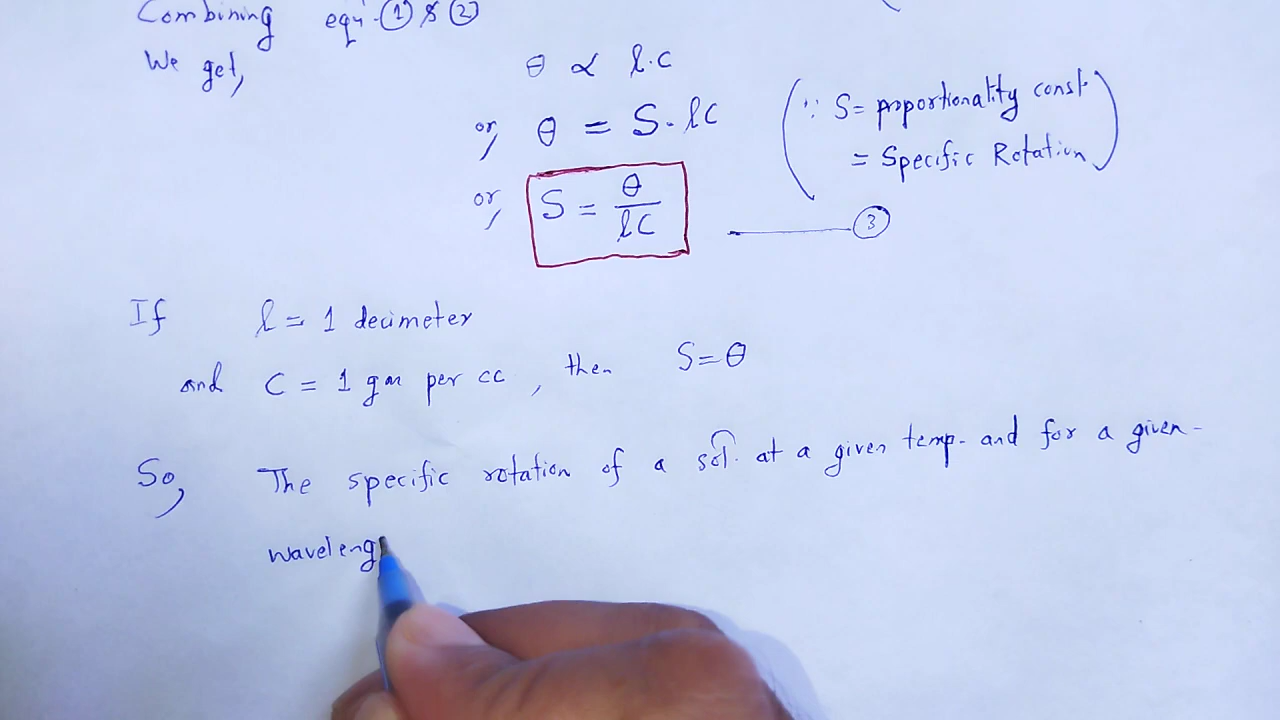 Combining eqn. ① & ②
We get,
θ ∝ l.C
or, θ = S. lC
(∵ S = proportionality const.
= Specific Rotation)
or, S = θ/lC ——— ③
If l = 1 decimeter
and C = 1 gm per cc , then S = θ
So, The specific rotation of a sol. at a given temp. and for a given-
waveleng